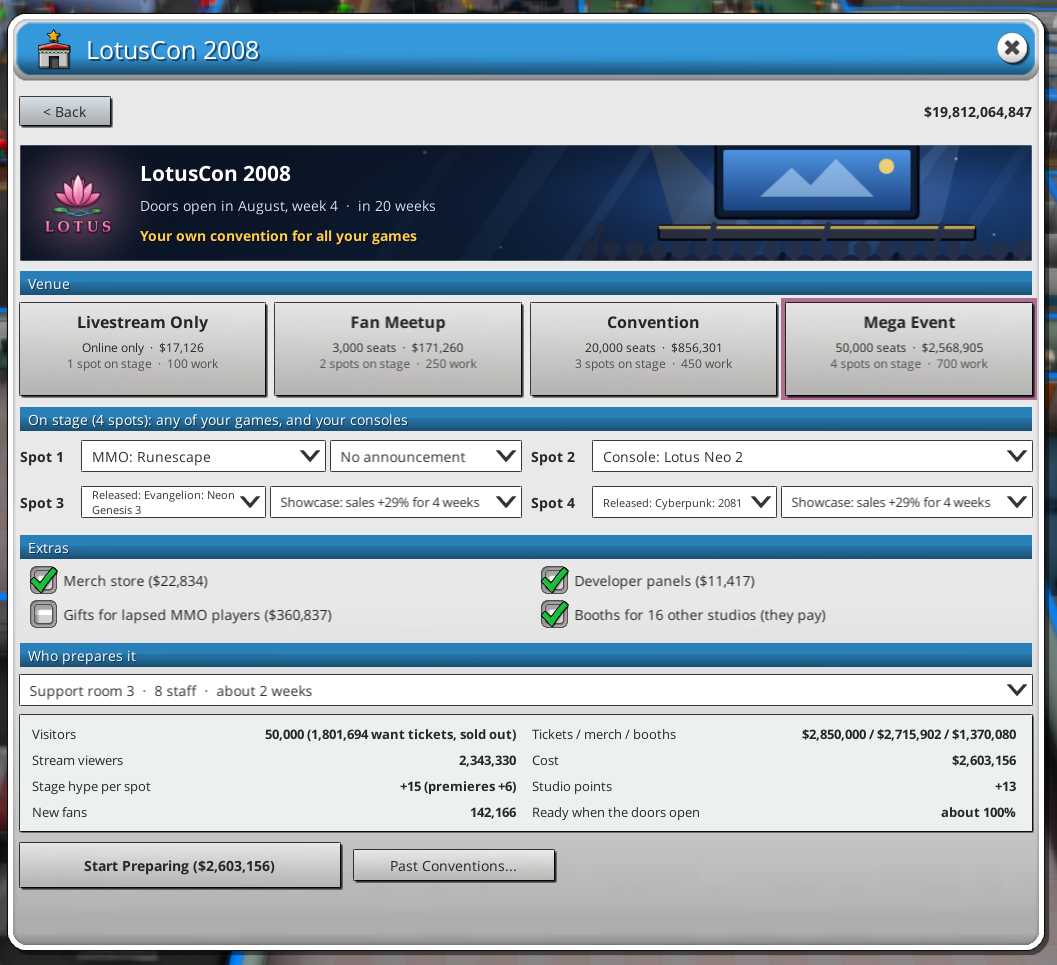 LotusCon 2008
< Back
$19,812,064,847
LOTUS
LotusCon 2008
Doors open in August, week 4 · in 20 weeks
Your own convention for all your games
Venue
Livestream Only
Online only · $17,126
1 spot on stage · 100 work
Fan Meetup
3,000 seats · $171,260
2 spots on stage · 250 work
Convention
20,000 seats · $856,301
3 spots on stage · 450 work
Mega Event
50,000 seats · $2,568,905
4 spots on stage · 700 work
On stage (4 spots): any of your games, and your consoles
Spot 1
MMO: Runescape
No announcement
Spot 2
Console: Lotus Neo 2
Spot 3
Released: Evangelion: Neon
Genesis 3
Showcase: sales +29% for 4 weeks
Spot 4
Released: Cyberpunk: 2081
Showcase: sales +29% for 4 weeks
Extras
Merch store ($22,834)
Developer panels ($11,417)
Gifts for lapsed MMO players ($360,837)
Booths for 16 other studios (they pay)
Who prepares it
Support room 3 · 8 staff · about 2 weeks
Visitors 50,000 (1,801,694 want tickets, sold out)
Tickets / merch / booths $2,850,000 / $2,715,902 / $1,370,080
Stream viewers 2,343,330
Cost $2,603,156
Stage hype per spot +15 (premieres +6)
Studio points +13
New fans 142,166
Ready when the doors open about 100%
Start Preparing ($2,603,156)
Past Conventions...